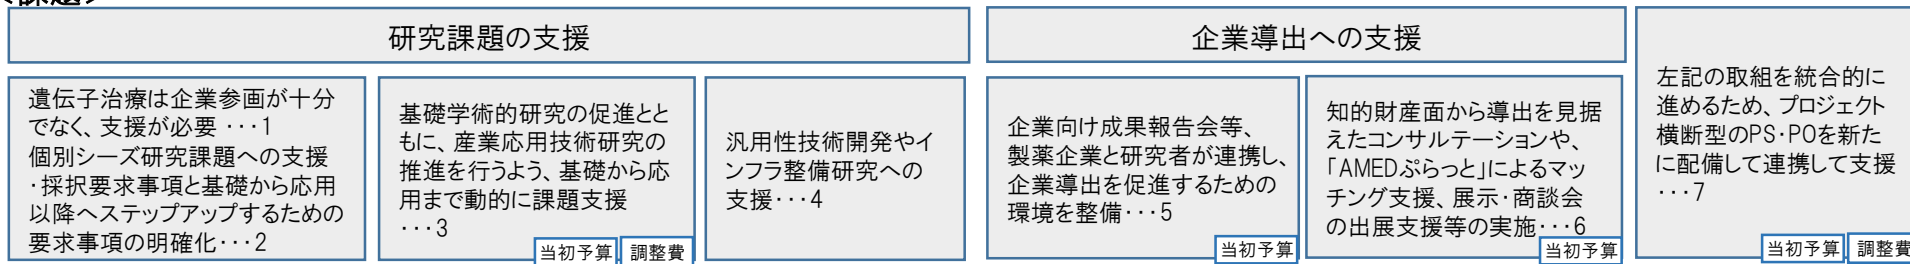 <課題>
研究課題の支援
遺伝子治療は企業参画が十分
でなく、支援が必要 ・・・1
個別シーズ研究課題への支援
・採択要求事項と基礎から応用
以降へステップアップするための
要求事項の明確化・・・2
基礎学術的研究の促進とと
もに、産業応用技術研究の
推進を行うよう、基礎から応
用まで動的に課題支援
・・・3
当初予算
調整費
汎用性技術開発やイ
ンフラ整備研究への
支援・・・4
企業導出への支援
企業向け成果報告会等、
製薬企業と研究者が連携し、
企業導出を促進するための
環境を整備・・・5
当初予算
知的財産面から導出を見据
えたコンサルテーションや、
「AMEDぷらっと」によるマッ
チング支援、展示・商談会
の出展支援等の実施・・・6
当初予算
左記の取組を統合的に
進めるため、プロジェクト
横断型のPS・POを新た
に配備して連携して支援
・・・7
当初予算
調整費